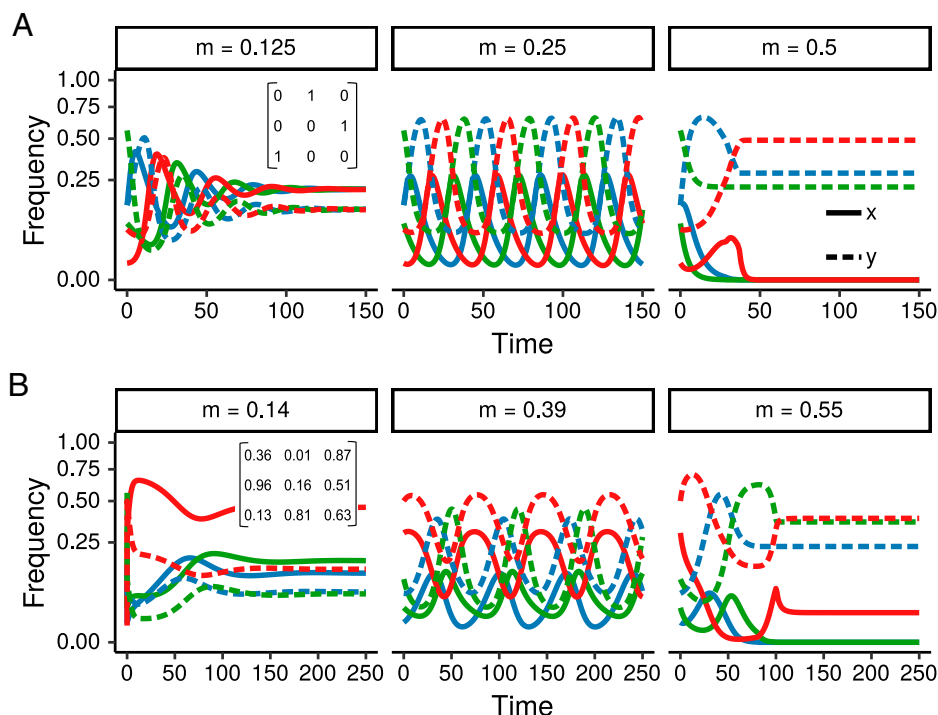 A
m = 0.125
m = 0.25
m = 0.5
Frequency
1.00
0.75
0.50
0.25
0.00
0 1 0
0 0 1
1 0 0
x
y
0 50 100 150
0 50 100 150
0 50 100 150
Time
B
m = 0.14
m = 0.39
m = 0.55
Frequency
1.00
0.75
0.50
0.25
0.00
0.36 0.01 0.87
0.96 0.16 0.51
0.13 0.81 0.63
0 50 100 150 200 250
0 50 100 150 200 250
0 50 100 150 200 250
Time